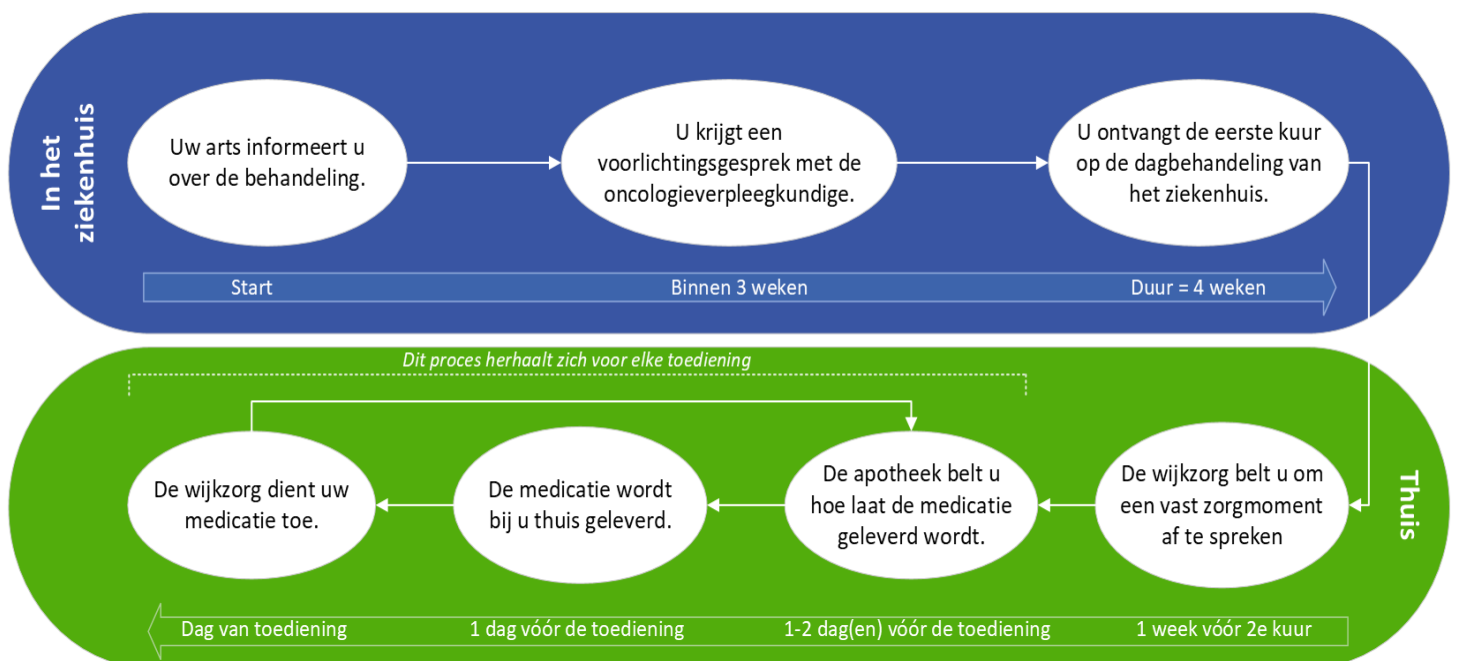 In het
ziekenhuis
Uw arts informeert u
over de behandeling.
U krijgt een
voorlichtingsgesprek met de
oncologieverpleegkundige.
U ontvangt de eerste kuur
op de dagbehandeling van
het ziekenhuis.
Start
Binnen 3 weken
Duur = 4 weken
Dit proces herhaalt zich voor elke toediening
De wijkzorg dient uw
medicatie toe.
De medicatie wordt
bij u thuis geleverd.
De apotheek belt u
hoe laat de medicatie
geleverd wordt.
De wijkzorg belt u om
een vast zorgmoment
af te spreken
Thuis
Dag van toediening
1 dag vóór de toediening
1-2 dag(en) vóór de toediening
1 week vóór 2e kuur